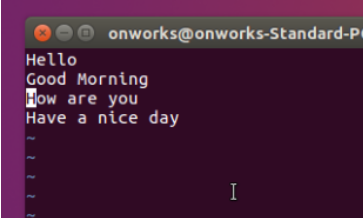 onworks@onworks-Standard-P
Hello
Good Morning
How are you
Have a nice day
~
~
~
~
~